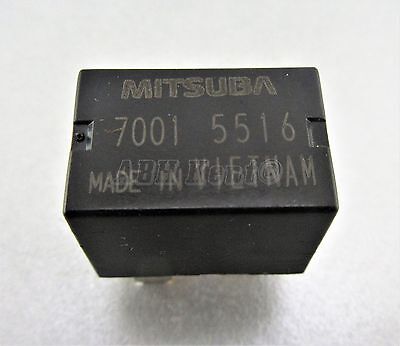 MITSUBA
7001 5516
MADE IN VIETNAM